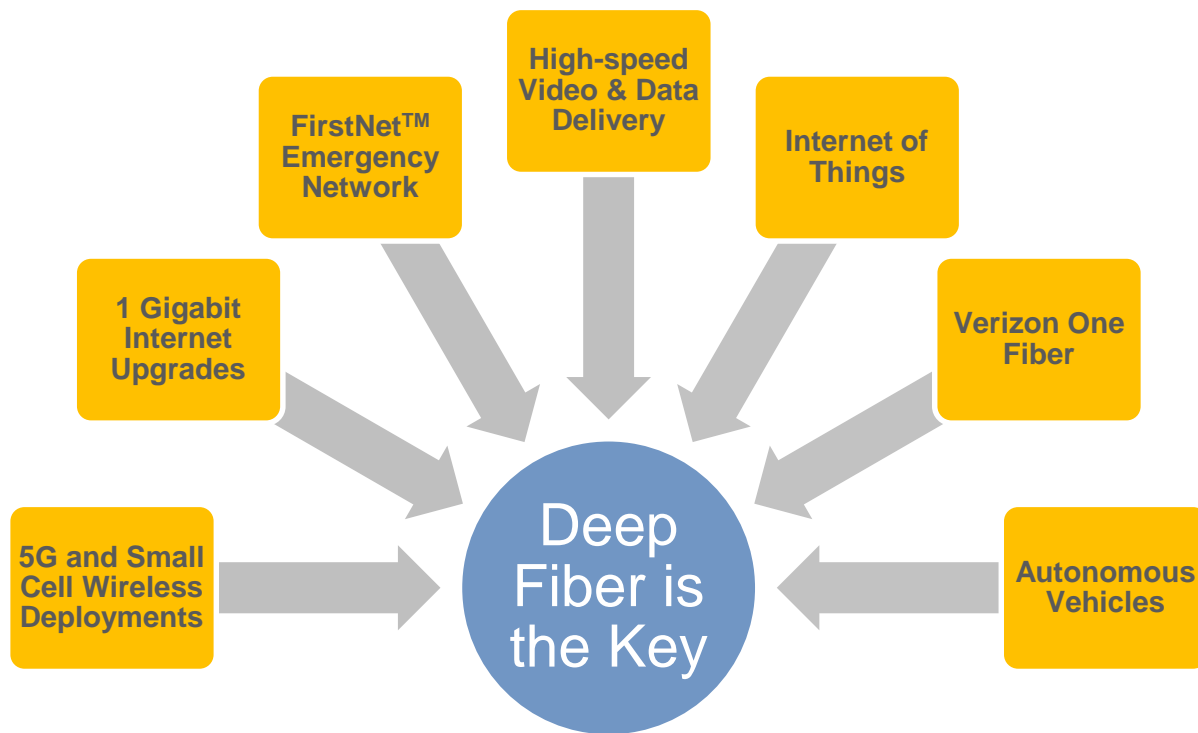 High-speed
Video & Data
Delivery
FirstNet™
Emergency
Network
Internet of
Things
1 Gigabit
Internet
Upgrades
Verizon One
Fiber
5G and Small
Cell Wireless
Deployments
Deep
Fiber is
the Key
Autonomous
Vehicles